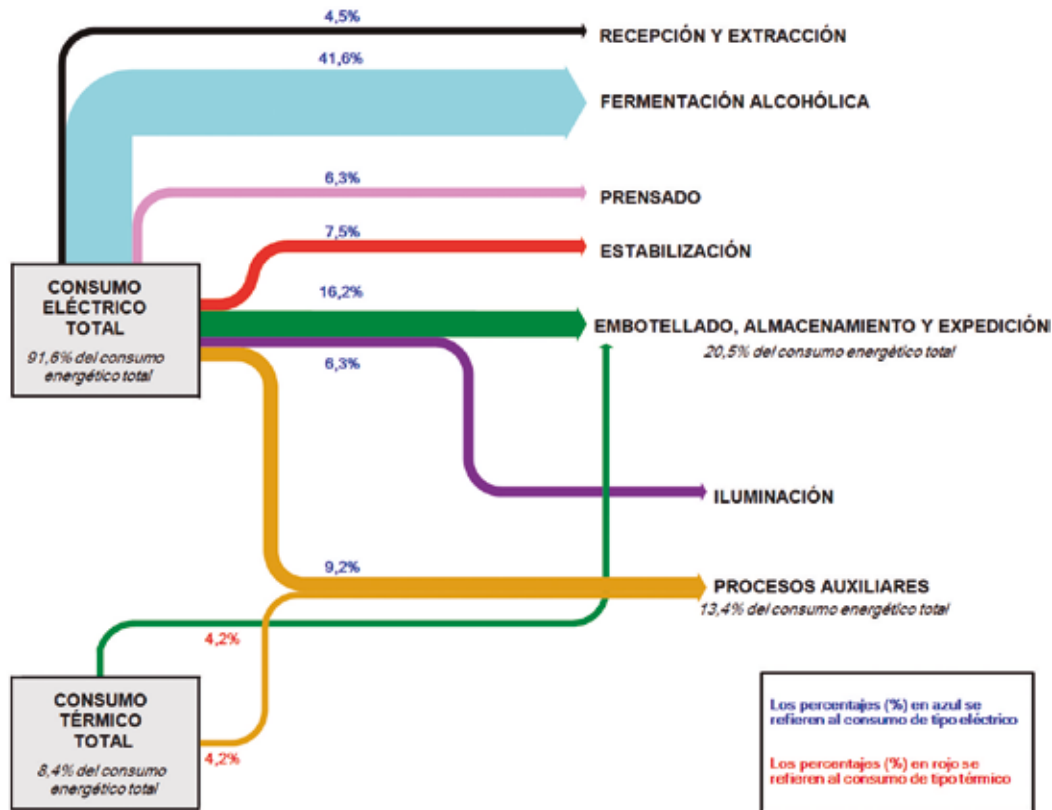 4,5%
RECEPCIÓN Y EXTRACCIÓN
41,6%
FERMENTACIÓN ALCOHÓLICA
6,3%
PRENSADO
7,5%
ESTABILIZACIÓN
CONSUMO
ELÉCTRICO
TOTAL
91,6% del consumo
energético total
16,2%
EMBOTELLADO, ALMACENAMIENTO Y EXPEDICIÓN
20,5% del consumo energético total
6,3%
ILUMINACIÓN
9,2%
PROCESOS AUXILIARES
13,4% del consumo energético total
4,2%
CONSUMO
TÉRMICO
TOTAL
8,4% del consumo
energético total
4,2%
Los percentajes (%) en azul se
refieren al consumo de tipo eléctrico
Los percentajes (%) en rojo se
refieren al consumo de tipo térmico